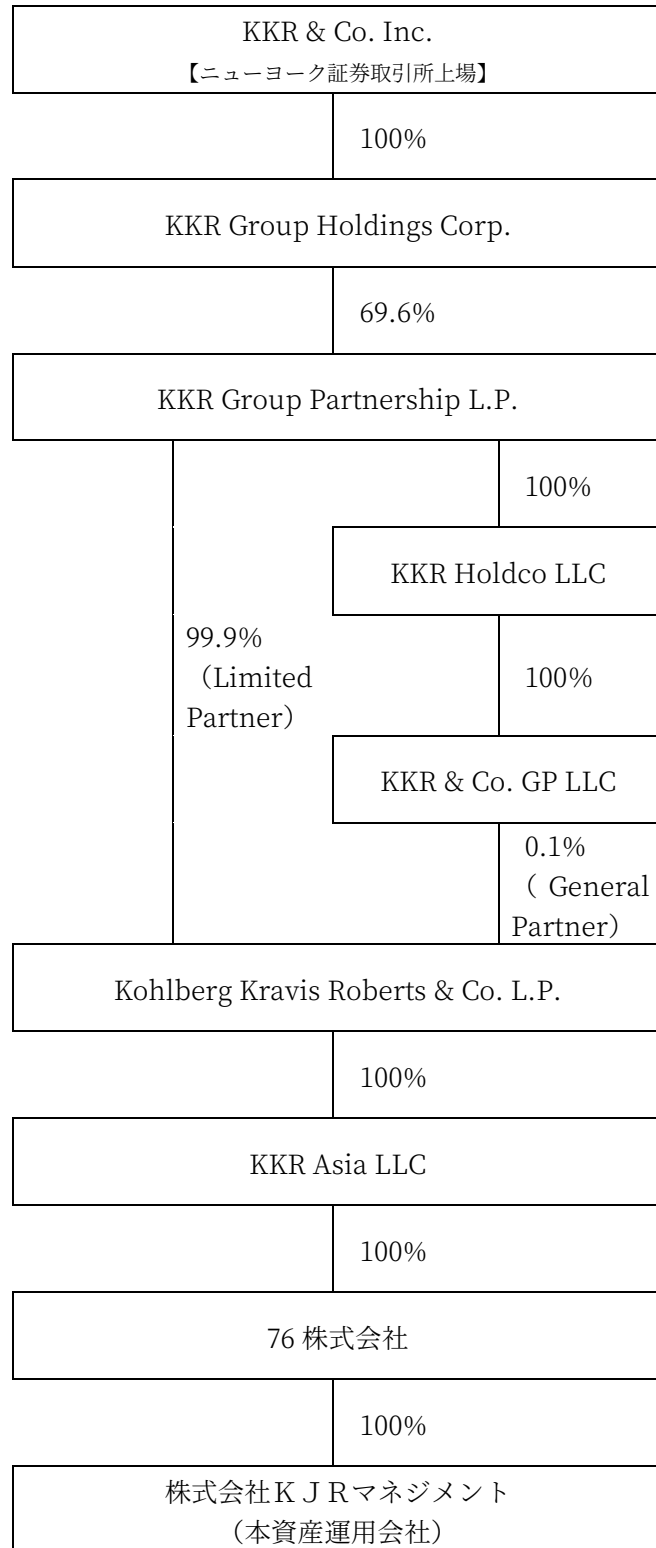 KKR & Co. Inc.
【ニューヨーク証券取引所上場】
100%
KKR Group Holdings Corp.
69.6%
KKR Group Partnership L.P.
100%
KKR Holdco LLC
99.9%
（Limited
Partner）
100%
KKR & Co. GP LLC
0.1%
（ General
Partner）
Kohlberg Kravis Roberts & Co. L.P.
100%
KKR Asia LLC
100%
76 株式会社
100%
株式会社ＫＪＲマネジメント
（本資産運用会社）